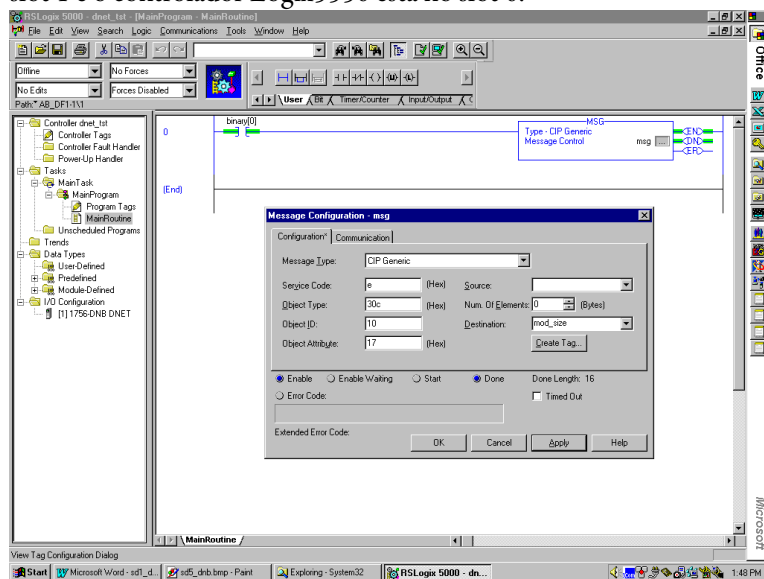 slot 1 e o controlador Logix5550 está no slot 0.
RSLogix 5000 - dnet_tst - [MainProgram - MainRoutine]
File Edit View Search Logic Communications Tools Window Help
Offline No Forces
No Edits Forces Disabled
Path:* AB_DF1-1\1
User Bit Timer/Counter Input/Output
Controller dnet_tst
Controller Tags
Controller Fault Handler
Power-Up Handler
Tasks
MainTask
MainProgram
Program Tags
MainRoutine
Unscheduled Programs
Trends
Data Types
User-Defined
Predefined
Module-Defined
I/O Configuration
[1] 1756-DNB DNET
0
binary[0]
MSG
Type - CIP Generic
Message Control msg ...
EN
DN
ER
(End)
Message Configuration - msg
Configuration* Communication
Message Type: CIP Generic
Service Code: e (Hex) Source:
Object Type: 30c (Hex) Num. Of Elements: 0 (Bytes)
Object ID: 10 Destination: mod_size
Object Attribute: 17 (Hex) Create Tag...
Enable Enable Waiting Start Done Done Length: 16
Error Code: Timed Out
Extended Error Code:
OK Cancel Apply Help
MainRoutine
View Tag Configuration Dialog
Start Microsoft Word - sd1_d... sd5_dnb.bmp - Paint Exploring - System32 RSLogix 5000 - dn... 1:48 PM
Office
Microsoft